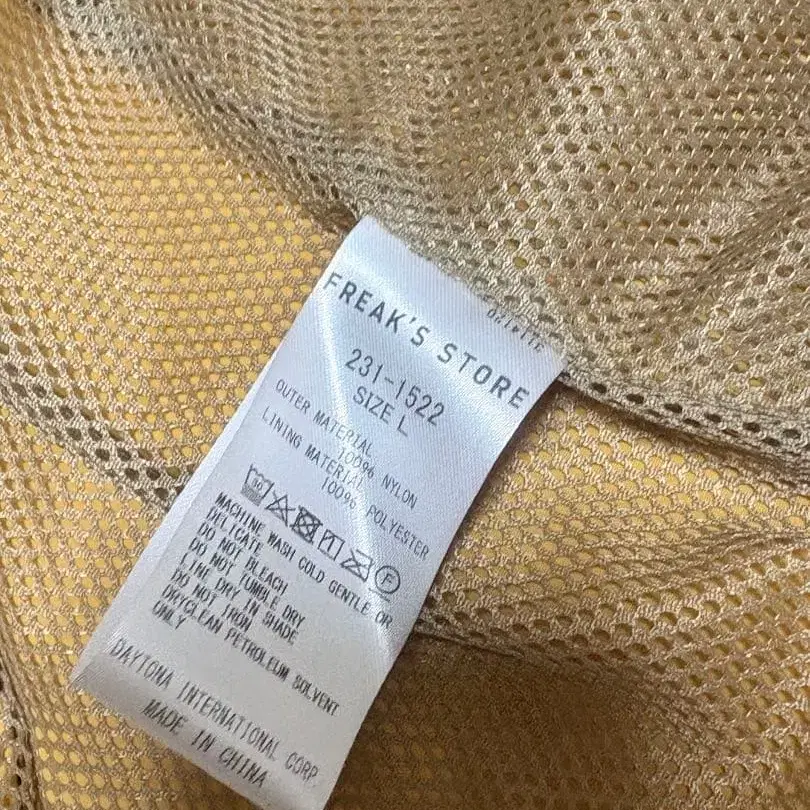 FREAK'S STORE
231-1522
SIZE L
OUTER MATERIAL
100% NYLON
LINING MATERIAL
100% POLYESTER
MACHINE WASH COLD GENTLE OR
DELICATE
DO NOT BLEACH
DO NOT TUMBLE DRY
LINE DRY IN SHADE
DO NOT IRON
DRYCLEAN PETROLEUM SOLVENT
ONLY
DAYTONA INTERNATIONAL CORP.
MADE IN CHINA